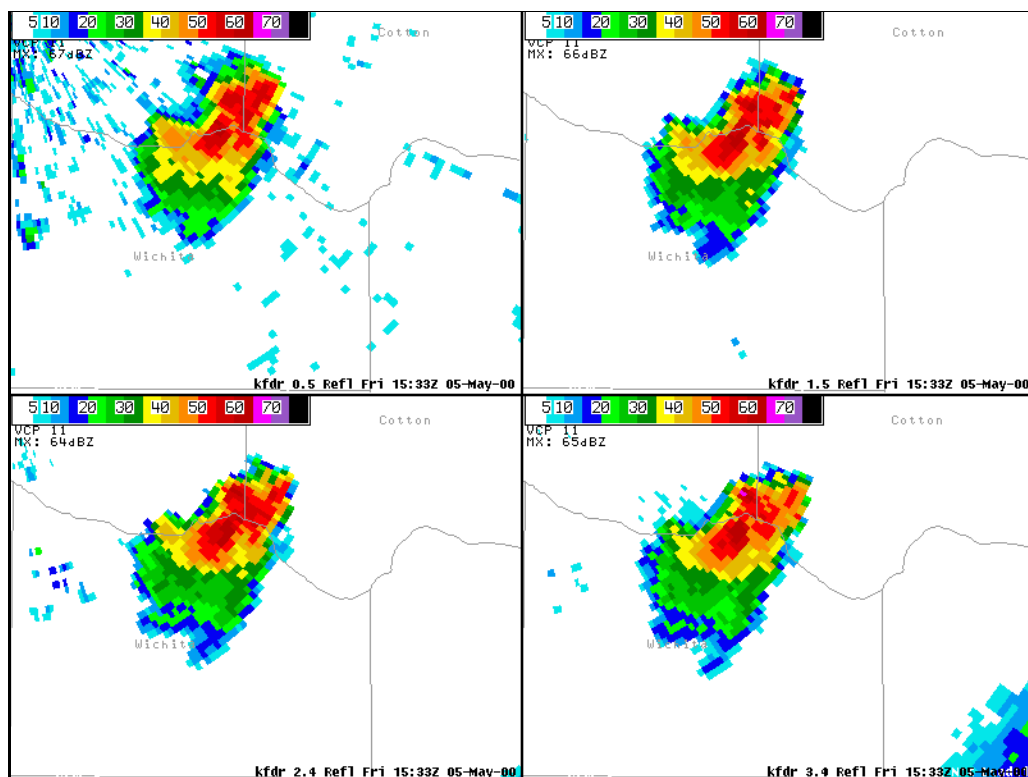 5 10 20 30 40 50 60 70
Cotton
VCP 11
MX: 67dBZ
Wichita
kfdr 0.5 Refl Fri 15:33Z 05-May-00
5 10 20 30 40 50 60 70
Cotton
VCP 11
MX: 66dBZ
Wichita
kfdr 1.5 Refl Fri 15:33Z 05-May-00
5 10 20 30 40 50 60 70
Cotton
VCP 11
MX: 64dBZ
Wichita
kfdr 2.4 Refl Fri 15:33Z 05-May-00
5 10 20 30 40 50 60 70
Cotton
VCP 11
MX: 65dBZ
Wichita
kfdr 3.4 Refl Fri 15:33Z 05-May-00